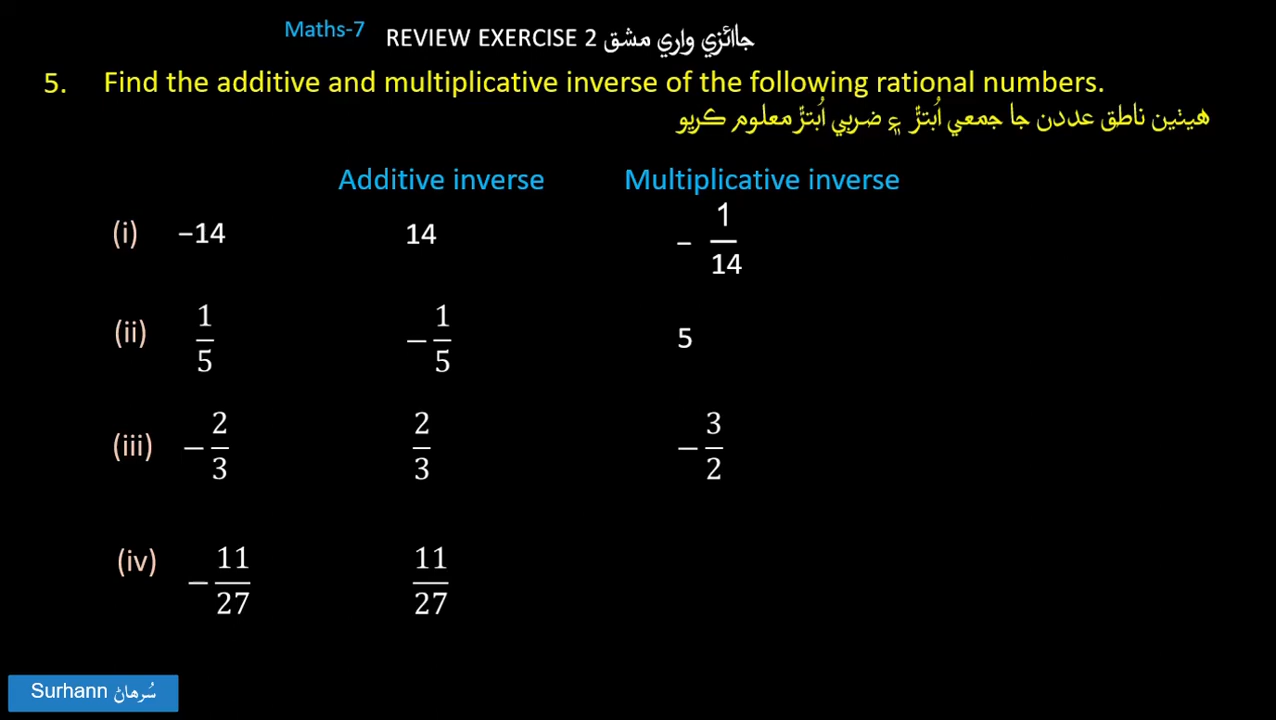 Maths-7
REVIEW EXERCISE 2 جائزي واري مشق
5. Find the additive and multiplicative inverse of the following rational numbers.
هيٺين ناطق عددن جا جمعي اُبتڙ ۽ ضربي اُبتڙ معلوم ڪريو
Additive inverse Multiplicative inverse
(i) −14 14 - 1/14
(ii) 1/5 −1/5 5
(iii) −2/3 2/3 −3/2
(iv) −11/27 11/27
Surhann سُرهاڻ